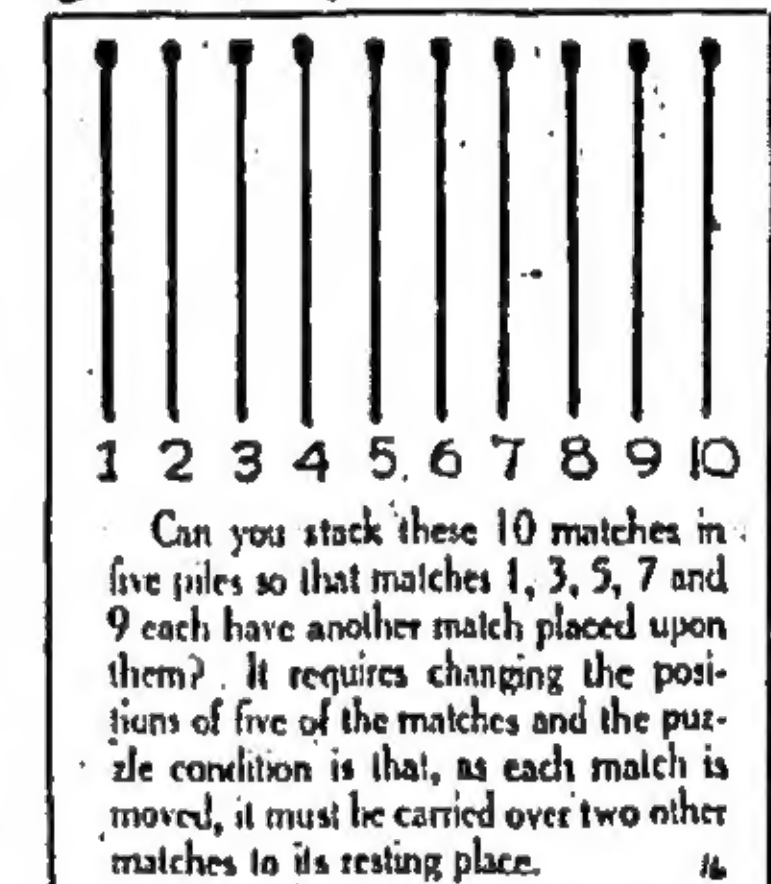 1 2 3 4 5. 6 7 8 9 10
Can you stack these 10 matches in
five piles so that matches 1, 3, 5, 7 and
9 each have another match placed upon
them? It requires changing the posi-
tions of five of the matches and the puz-
zle condition is that, as each match is
moved, it must be carried over two other
matches to its resting place.